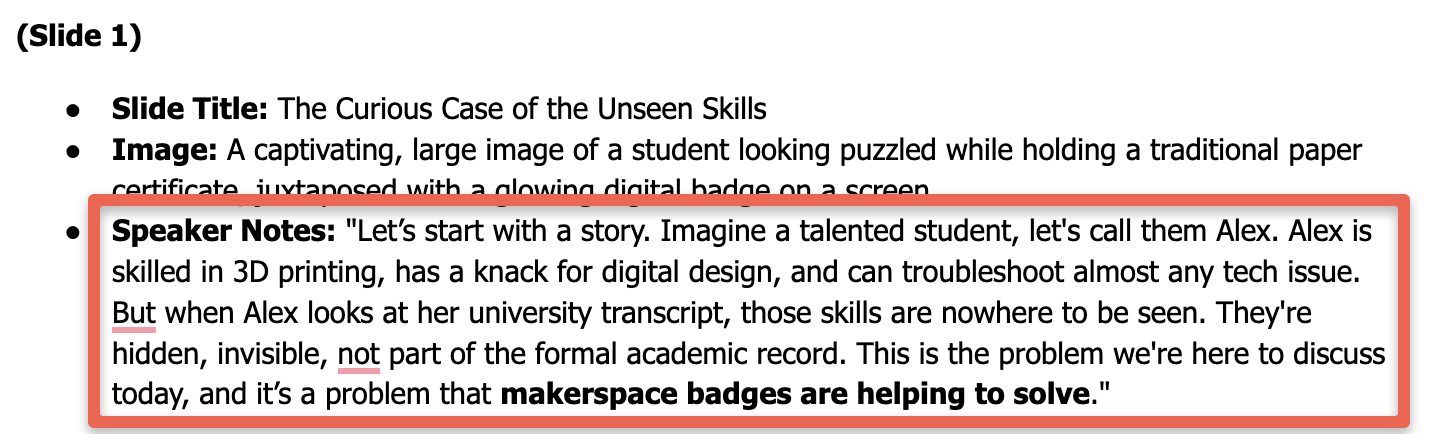 (Slide 1)
● Slide Title: The Curious Case of the Unseen Skills
● Image: A captivating, large image of a student looking puzzled while holding a traditional paper
certificate, juxtaposed with a glowing digital badge on a screen
● Speaker Notes: "Let’s start with a story. Imagine a talented student, let's call them Alex. Alex is
skilled in 3D printing, has a knack for digital design, and can troubleshoot almost any tech issue.
But when Alex looks at her university transcript, those skills are nowhere to be seen. They're
hidden, invisible, not part of the formal academic record. This is the problem we're here to discuss
today, and it’s a problem that makerspace badges are helping to solve."